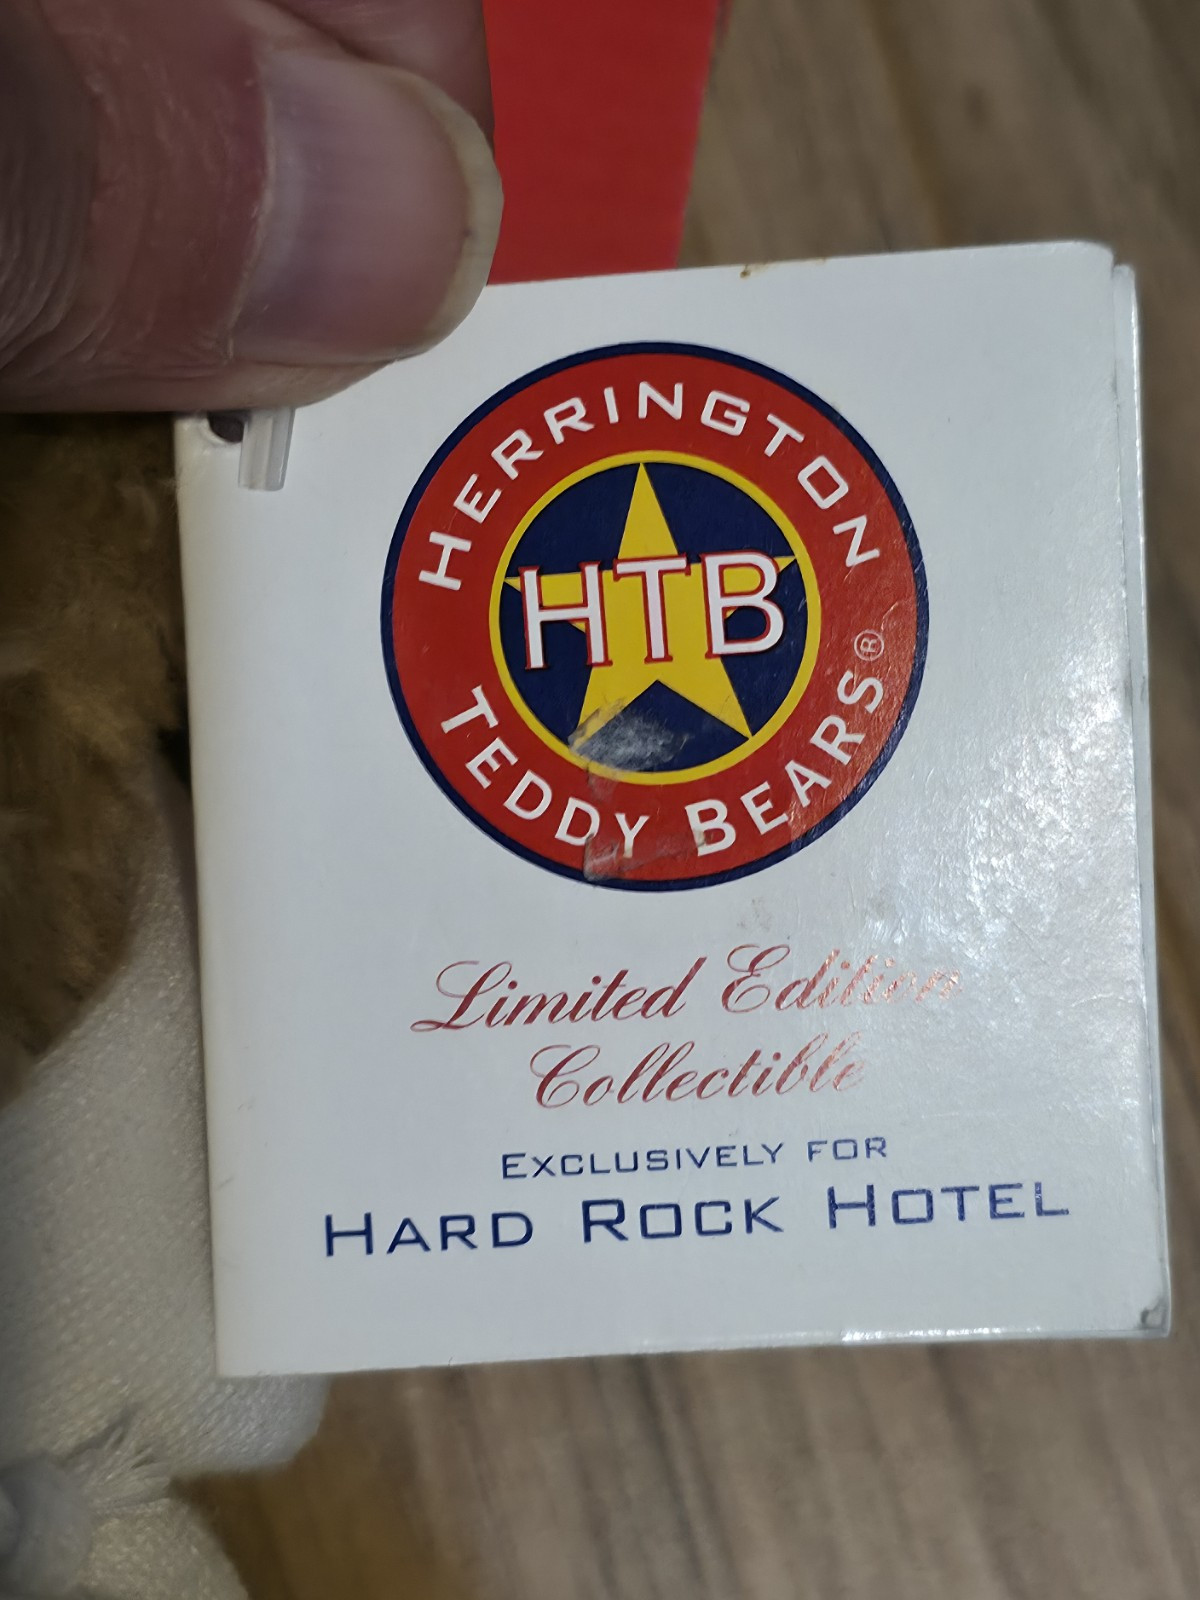 HERRINGTON
HTB
TEDDY BEARS®
Limited Edition
Collectible
EXCLUSIVELY FOR
HARD ROCK HOTEL